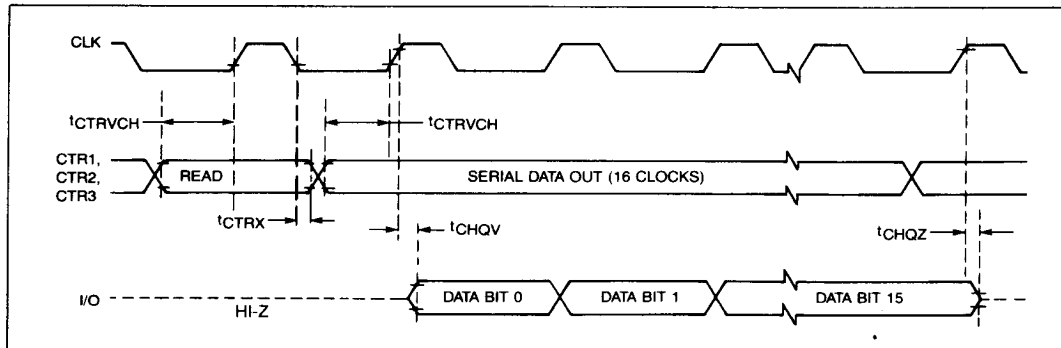 CLK
tCTRVCH
tCTRVCH
CTR1,
CTR2,
CTR3
READ
SERIAL DATA OUT (16 CLOCKS)
tCTRX
tCHQV
tCHQZ
I/O
HI-Z
DATA BIT 0
DATA BIT 1
DATA BIT 15